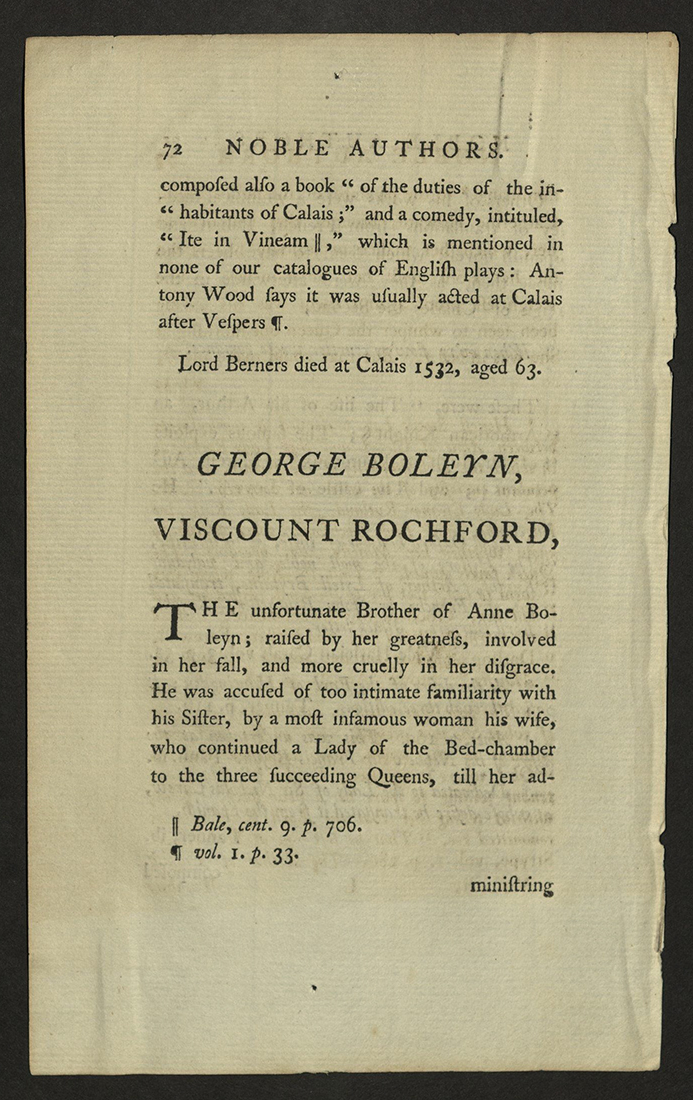 72 NOBLE AUTHORS.
compoſed alſo a book “ of the duties of the in-
“ habitants of Calais ;” and a comedy, intituled,
“ Ite in Vineam ‖ ,” which is mentioned in
none of our catalogues of Engliſh plays : An-
tony Wood ſays it was uſually acted at Calais
after Veſpers ¶.
Lord Berners died at Calais 1532, aged 63.
GEORGE BOLEYN,
VISCOUNT ROCHFORD,
THE unfortunate Brother of Anne Bo-
leyn ; raiſed by her greatneſs, involved
in her fall, and more cruelly in her diſgrace.
He was accuſed of too intimate familiarity with
his Siſter, by a moſt infamous woman his wife,
who continued a Lady of the Bed-chamber
to the three ſucceeding Queens, till her ad-
‖ Bale, cent. 9. p. 706.
¶ vol. 1. p. 33.
miniſtring